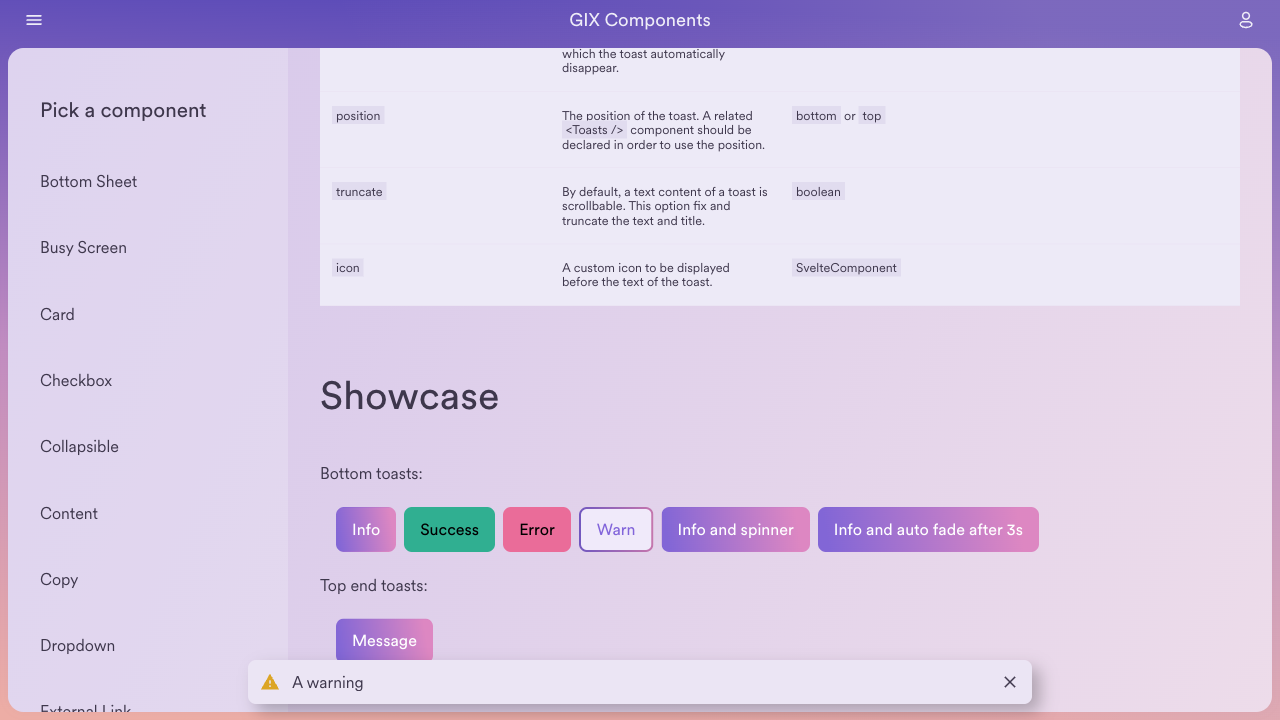 GIX Components
Pick a component
Bottom Sheet
Busy Screen
Card
Checkbox
Collapsible
Content
Copy
Dropdown
External Link
which the toast automatically
disappear.
position
The position of the toast. A related
<Toasts /> component should be
declared in order to use the position.
bottom or top
truncate
By default, a text content of a toast is
scrollbable. This option fix and
truncate the text and title.
boolean
icon
A custom icon to be displayed
before the text of the toast.
SvelteComponent
Showcase
Bottom toasts:
Info Success Error Warn Info and spinner Info and auto fade after 3s
Top end toasts:
Message
A warning